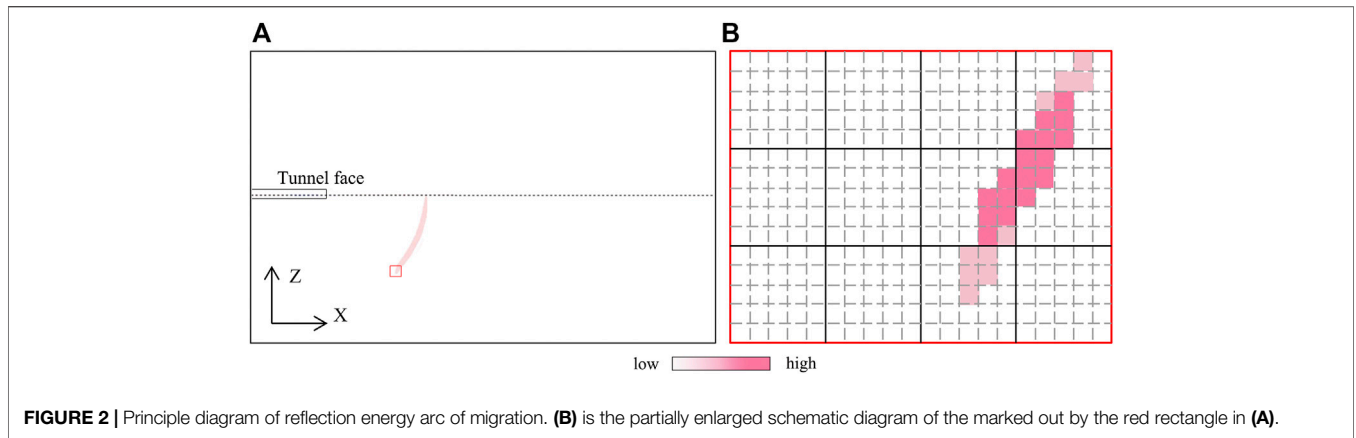 A
B
Tunnel face
Z
X
low
high
FIGURE 2 | Principle diagram of reflection energy arc of migration. (B) is the partially enlarged schematic diagram of the marked out by the red rectangle in (A).